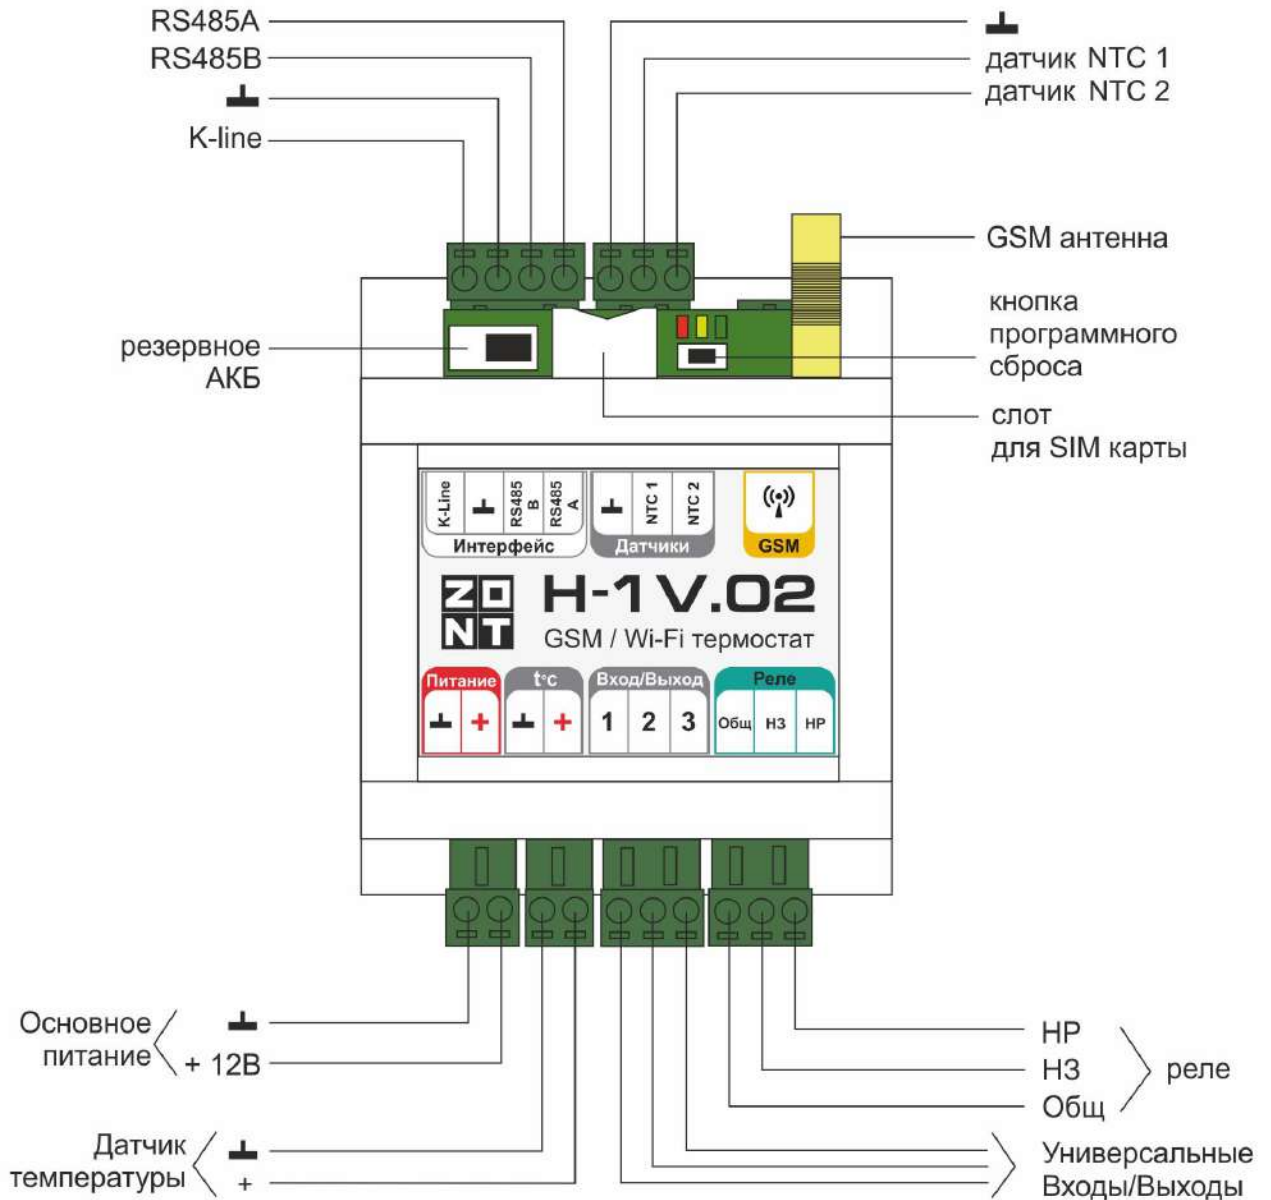 RS485A
RS485B
K-line
датчик NTC 1
датчик NTC 2
GSM антенна
кнопка
программного
сброса
слот
для SIM карты
резервное
АКБ
K-Line
RS485
B
RS485
A
NTC 1
NTC 2
Интерфейс
Датчики
GSM
ZONT
H-1V.02
GSM / Wi-Fi термостат
Питание
t°C
Вход/Выход
Реле
+
+
1
2
3
Общ
НЗ
НР
Основное
питание
+ 12В
Датчик
температуры
+
НР
НЗ
Общ
реле
Универсальные
Входы/Выходы